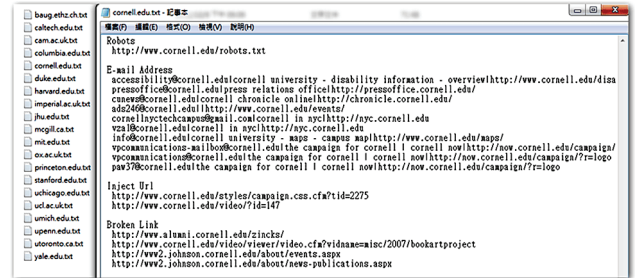 baug.ethz.ch.txt
caltech.edu.txt
cam.ac.uk.txt
columbia.edu.txt
cornell.edu.txt
duke.edu.txt
harvard.edu.txt
imperial.ac.uk.txt
jhu.edu.txt
mcgill.ca.txt
mit.edu.txt
ox.ac.uk.txt
princeton.edu.txt
stanford.edu.txt
uchicago.edu.txt
ucl.ac.uk.txt
umich.edu.txt
upenn.edu.txt
utoronto.ca.txt
yale.edu.txt
cornell.edu.txt - 記事本
檔案(F) 編輯(E) 格式(O) 檢視(V) 說明(H)
Robots
http://www.cornell.edu/robots.txt
E-mail Address
accessibility@cornell.edu|cornell university - disability information - overview|http://www.cornell.edu/disa
pressoffice@cornell.edu|press relations office|http://pressoffice.cornell.edu/
cunews@cornell.edu|cornell chronicle online|http://chronicle.cornell.edu/
ads246@cornell.edu||http://www.cornell.edu/events/
cornellnyctechcampus@gmail.com|cornell in nyc|http://nyc.cornell.edu
vza1@cornell.edu|cornell in nyc|http://nyc.cornell.edu
info@cornell.edu|cornell university - maps - campus map|http://www.cornell.edu/maps/
vpcommunications-mailbox@cornell.edu|the campaign for cornell | cornell now|http://now.cornell.edu/campaign/
vpcommunications@cornell.edu|the campaign for cornell | cornell now|http://now.cornell.edu/campaign/?r=logo
paw37@cornell.edu|the campaign for cornell | cornell now|http://now.cornell.edu/campaign/?r=logo
Inject Url
http://www.cornell.edu/styles/campaign.css.cfm?tid=2275
http://www.cornell.edu/video/?id=147
Broken Link
http://www.alumni.cornell.edu/zincks/
http://www.cornell.edu/video/viewer/video.cfm?vidname=misc/2007/bookartproject
http://www2.johnson.cornell.edu/about/events.aspx
http://www2.johnson.cornell.edu/about/news-publications.aspx